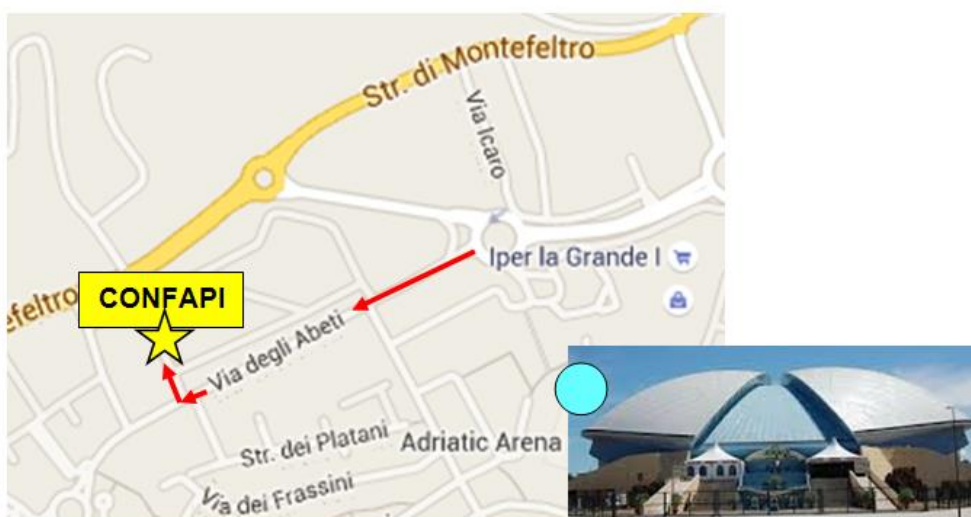 Str. di Montefeltro
Via Icaro
Iper la Grande I
efeltro
CONFAPI
Via degli Abeti
Str. dei Platani
Adriatic Arena
Via dei Frassini